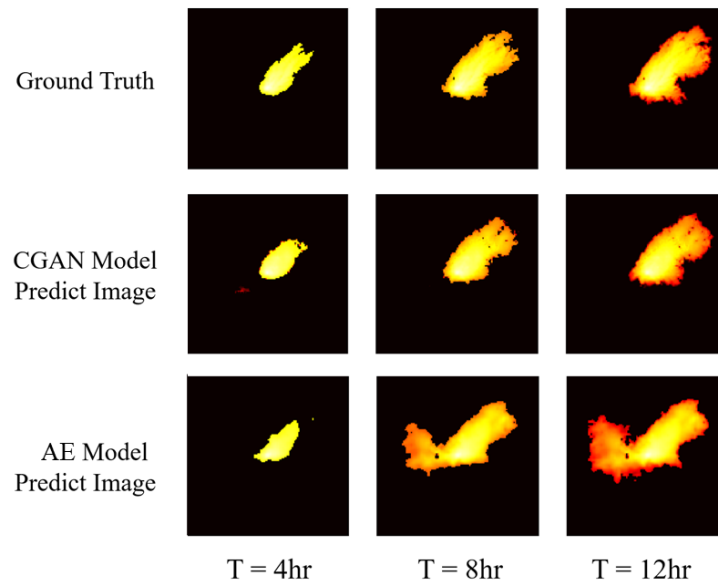 Ground Truth
CGAN Model
Predict Image
AE Model
Predict Image
T = 4hr
T = 8hr
T = 12hr